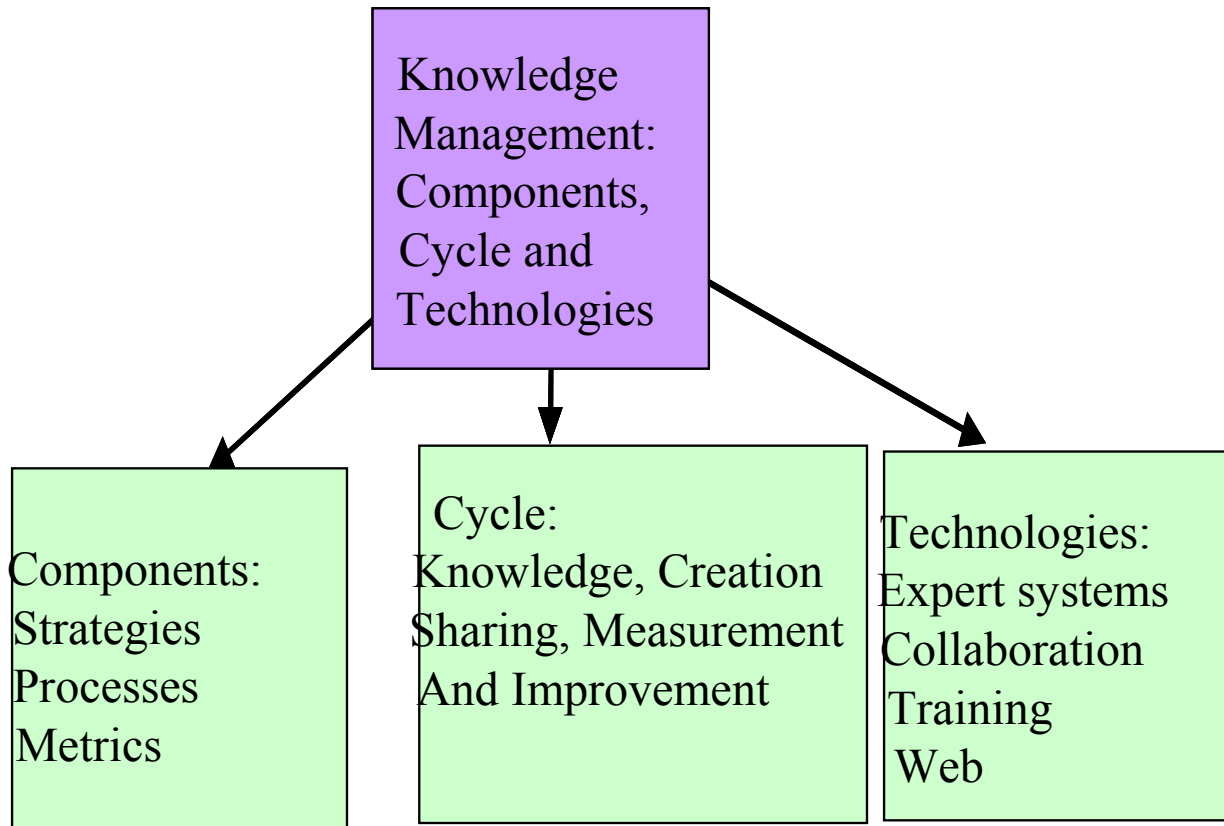 Knowledge
Management:
Components,
Cycle and
Technologies
Components:
Strategies
Processes
Metrics
Cycle:
Knowledge, Creation
Sharing, Measurement
And Improvement
Technologies:
Expert systems
Collaboration
Training
Web